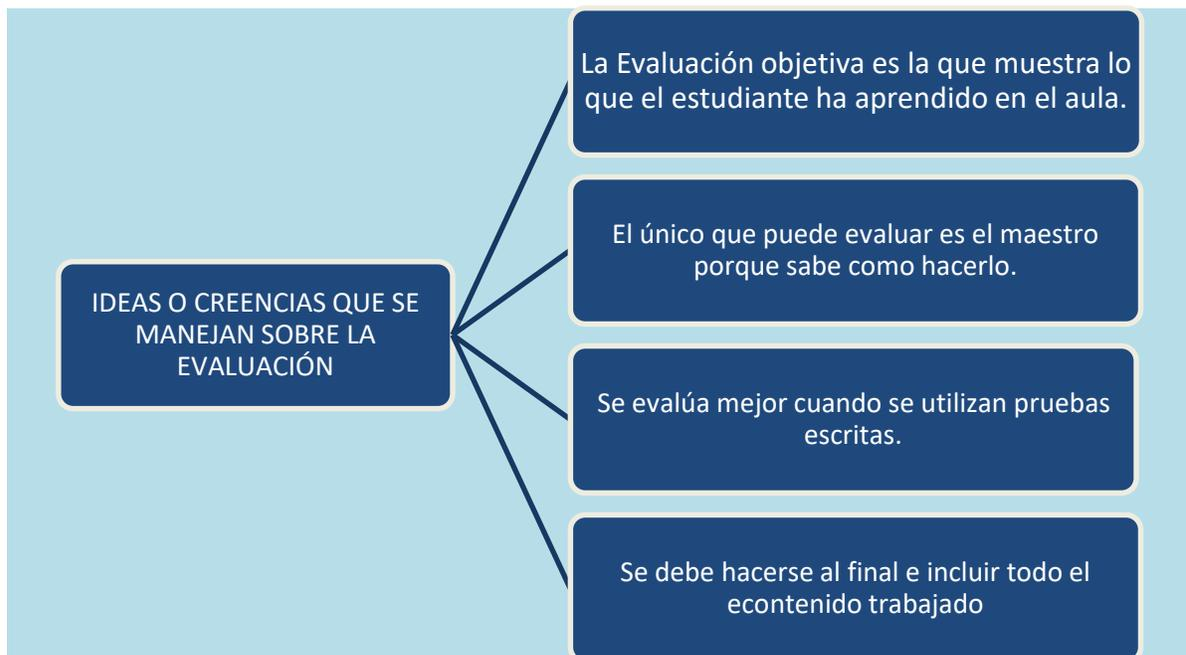 La Evaluación objetiva es la que muestra lo
que el estudiante ha aprendido en el aula.
El único que puede evaluar es el maestro
porque sabe como hacerlo.
IDEAS O CREENCIAS QUE SE
MANEJAN SOBRE LA
EVALUACIÓN
Se evalúa mejor cuando se utilizan pruebas
escritas.
Se debe hacerse al final e incluir todo el
econtenido trabajado